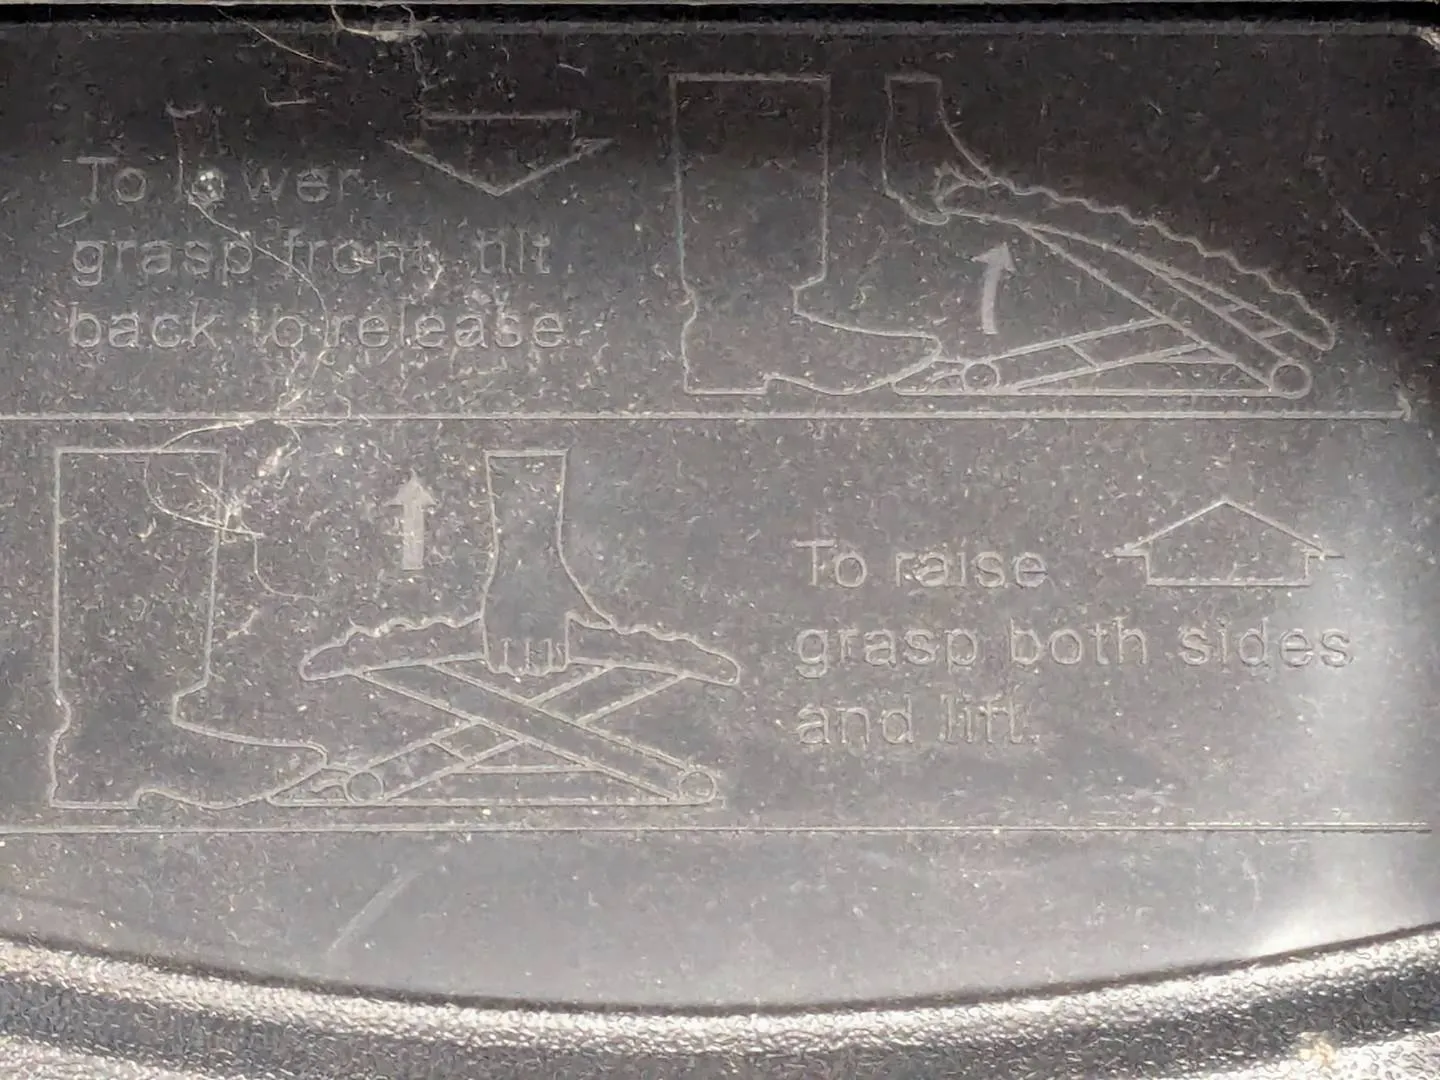 To lower
grasp front, tilt
back to release.
To raise
grasp both sides
and lift.